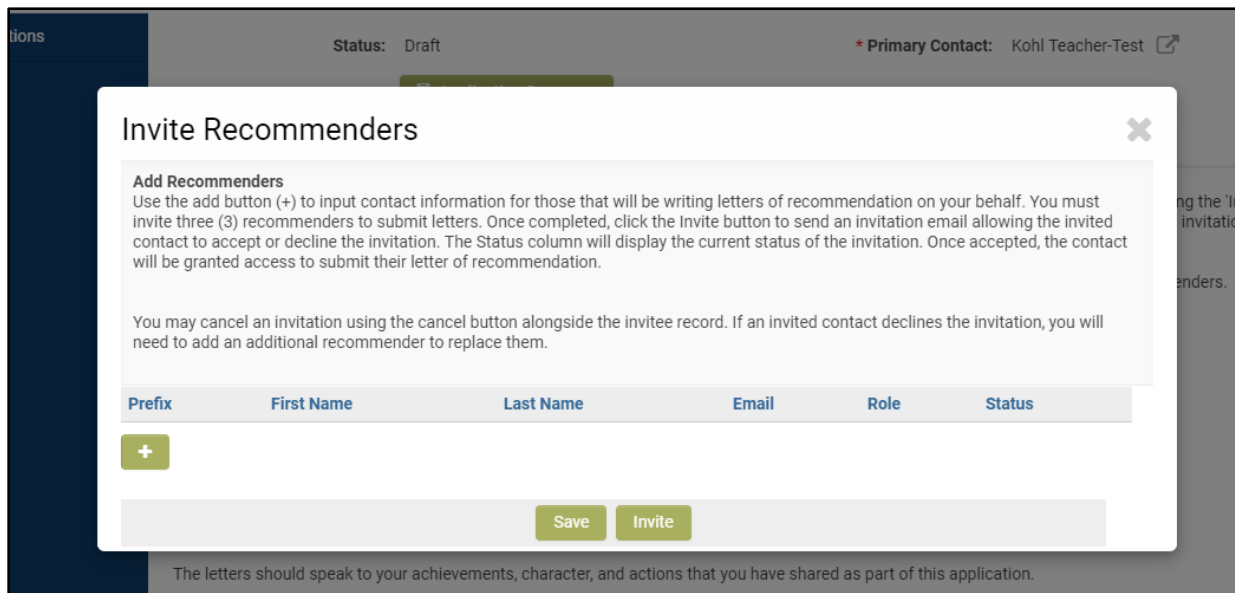 tions
Status: Draft * Primary Contact: Kohl Teacher-Test
Invite Recommenders
Add Recommenders
Use the add button (+) to input contact information for those that will be writing letters of recommendation on your behalf. You must
invite three (3) recommenders to submit letters. Once completed, click the Invite button to send an invitation email allowing the invited
contact to accept or decline the invitation. The Status column will display the current status of the invitation. Once accepted, the contact
will be granted access to submit their letter of recommendation.
ng the 'I
invitatio
enders.
You may cancel an invitation using the cancel button alongside the invitee record. If an invited contact declines the invitation, you will
need to add an additional recommender to replace them.
Prefix First Name Last Name Email Role Status
+
Save Invite
The letters should speak to your achievements, character, and actions that you have shared as part of this application.